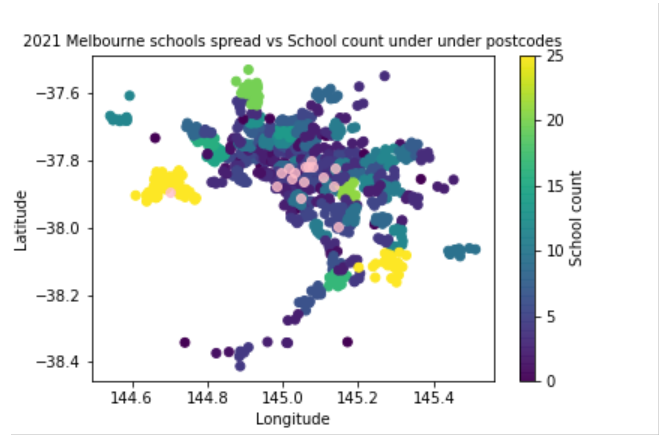 2021 Melbourne schools spread vs School count under under postcodes
−37.6
−37.8
−38.0
−38.2
−38.4
Latitude
144.6 144.8 145.0 145.2 145.4
Longitude
25
20
15
10
5
0
School count